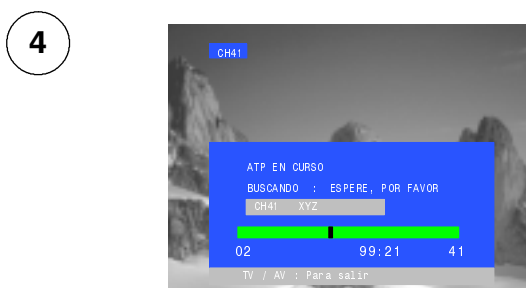 4
CH41
ATP EN CURSO
BUSCANDO : ESPERE, POR FAVOR
CH41 XYZ
02 99:21 41
TV / AV : Para salir